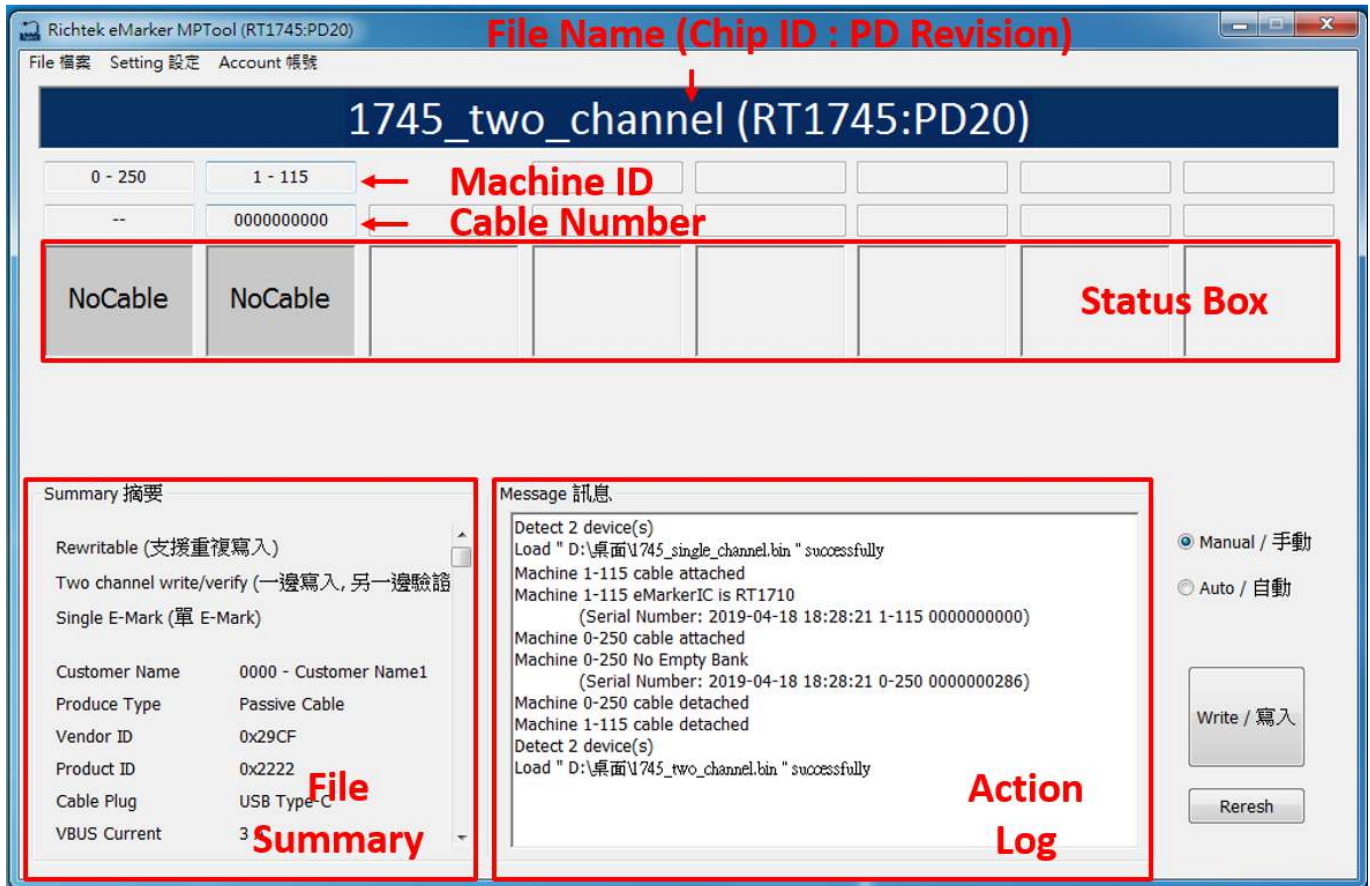 Richtek eMarker MPTool (RT1745:PD20)
File Name (Chip ID : PD Revision)
File 檔案 Setting 設定 Account 帳號
1745_two_channel (RT1745:PD20)
0 - 250 1 - 115 Machine ID
-- 0000000000 Cable Number
NoCable NoCable Status Box
Summary 摘要
Rewritable (支援重複寫入)
Two channel write/verify (一邊寫入, 另一邊驗證
Single E-Mark (單 E-Mark)
Customer Name 0000 - Customer Name1
Produce Type Passive Cable
Vendor ID 0x29CF
Product ID 0x2222
Cable Plug USB Type-C
VBUS Current 3
File
Summary
Message 訊息
Detect 2 device(s)
Load " D:\桌面\1745_single_channel.bin " successfully
Machine 1-115 cable attached
Machine 1-115 eMarkerIC is RT1710
(Serial Number: 2019-04-18 18:28:21 1-115 0000000000)
Machine 0-250 cable attached
Machine 0-250 No Empty Bank
(Serial Number: 2019-04-18 18:28:21 0-250 0000000286)
Machine 0-250 cable detached
Machine 1-115 cable detached
Detect 2 device(s)
Load " D:\桌面\1745_two_channel.bin " successfully
Action
Log
Manual / 手動
Auto / 自動
Write / 寫入
Reresh